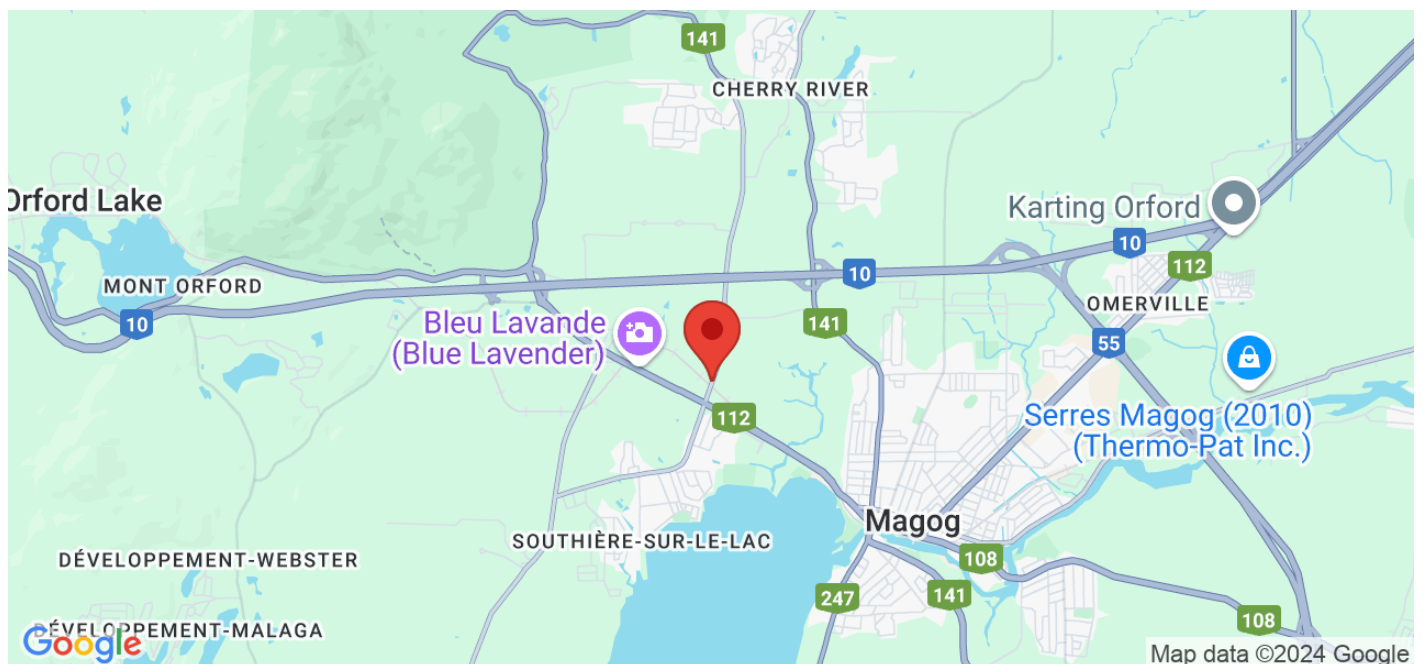 141
CHERRY RIVER
Orford Lake
Karting Orford
10
112
MONT ORFORD
10
OMERVILLE
10
Bleu Lavande
(Blue Lavender)
141
55
112
Serres Magog (2010)
(Thermo-Pat Inc.)
Magog
SOUTHIÈRE-SUR-LE-LAC
DÉVELOPPEMENT-WEBSTER
108
247
141
108
DÉVELOPPEMENT-MALAGA
Google
Map data ©2024 Google